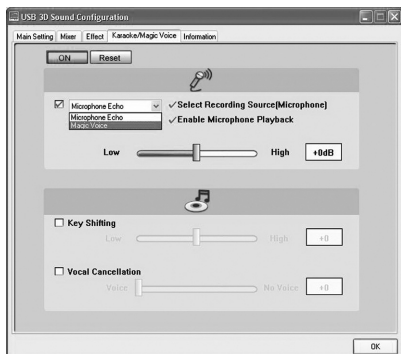 USB 3D Sound Configuration
Main Setting Mixer Effect Karaoke/Magic Voice Information
ON Reset
Microphone Echo ✓Select Recording Source(Microphone)
Microphone Echo ✓Enable Microphone Playback
Magic Voice
Low High +0dB
Key Shifting
Low High +0
Vocal Cancellation
Voice No Voice +0
OK